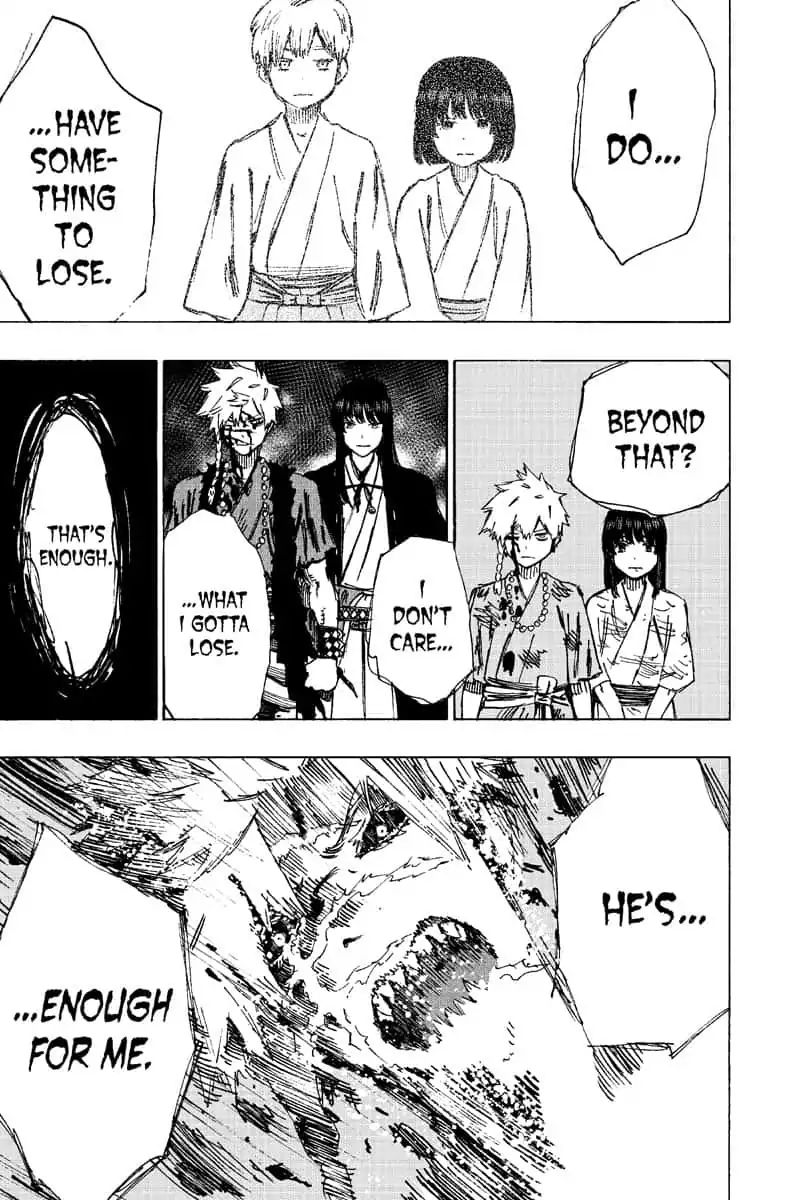 I
DO...
...HAVE
SOME-
THING
TO
LOSE.
BEYOND
THAT?
I
DON'T
CARE...
...WHAT
I GOTTA
LOSE.
THAT'S
ENOUGH.
HE'S...
...ENOUGH
FOR ME.